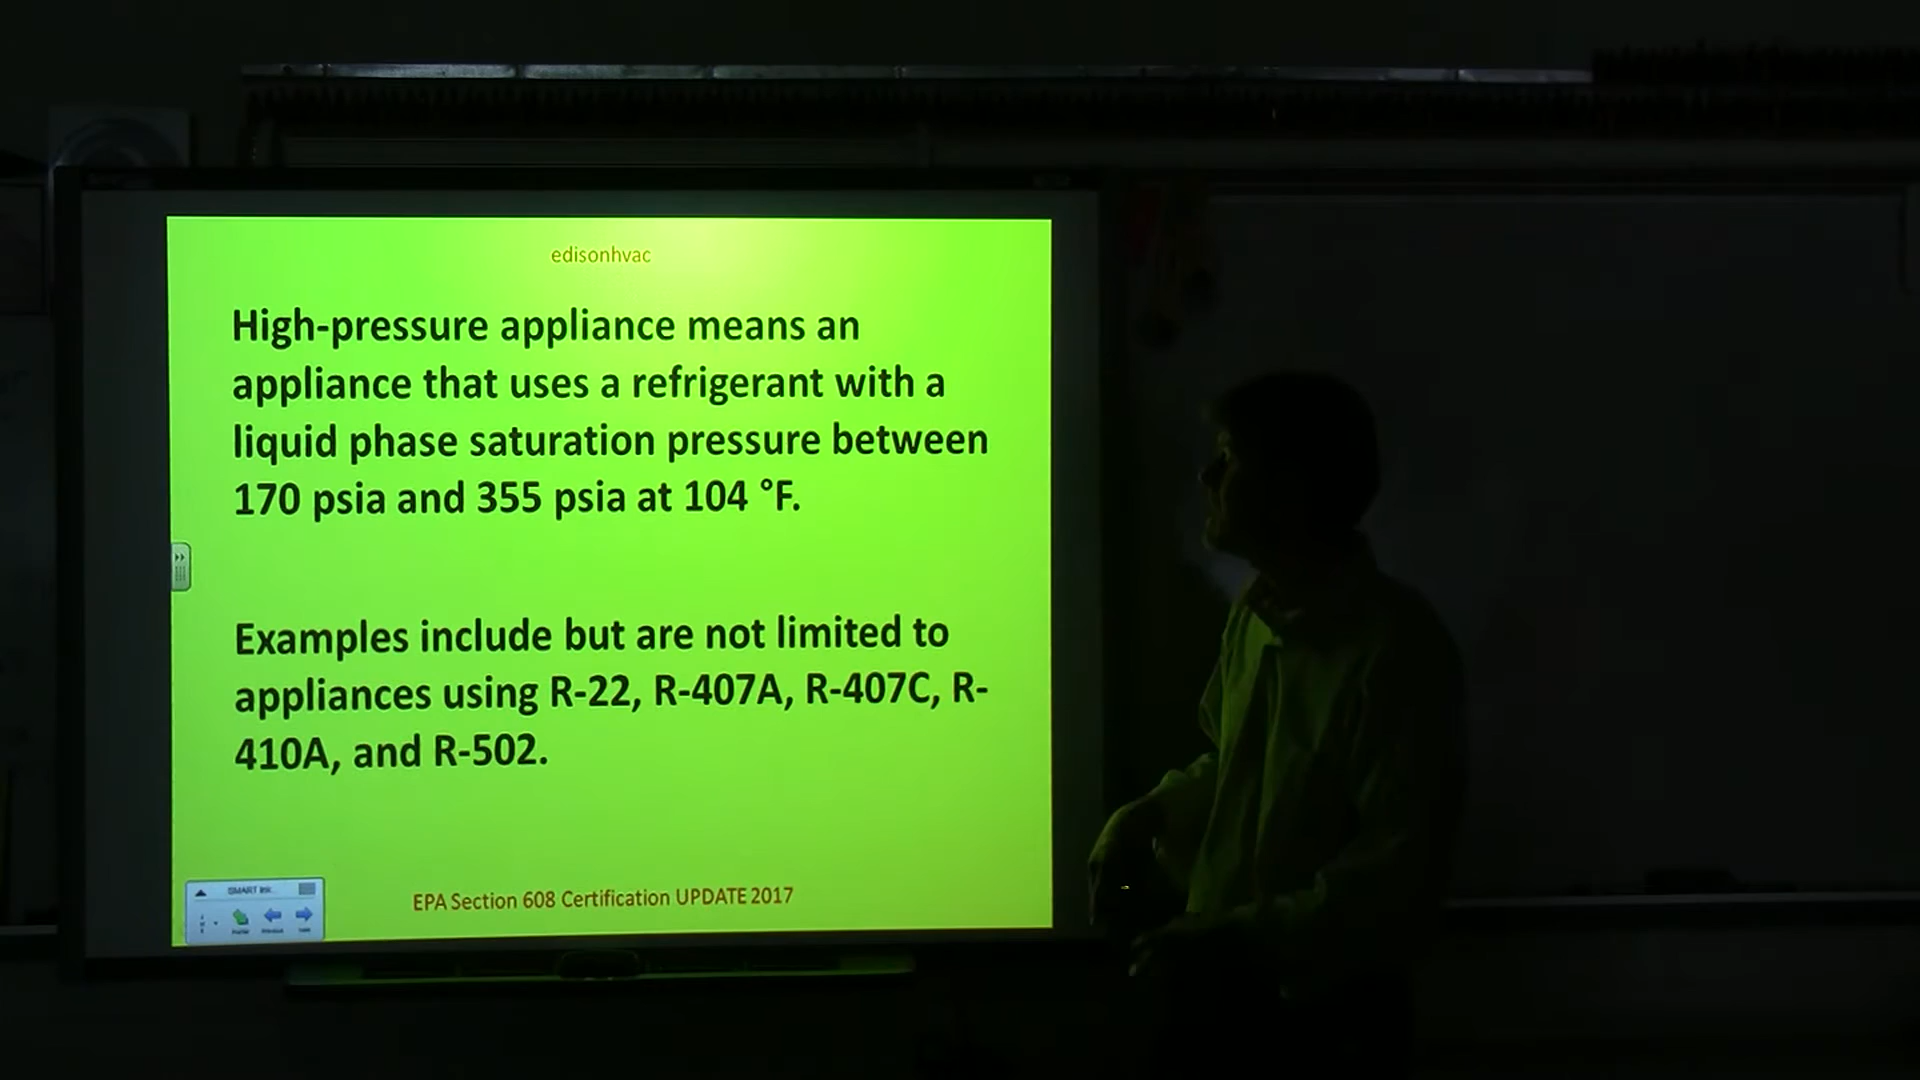 edisonhvac
High-pressure appliance means an
appliance that uses a refrigerant with a
liquid phase saturation pressure between
170 psia and 355 psia at 104 °F.
Examples include but are not limited to
appliances using R-22, R-407A, R-407C, R-
410A, and R-502.
SMART Ink
EPA Section 608 Certification UPDATE 2017